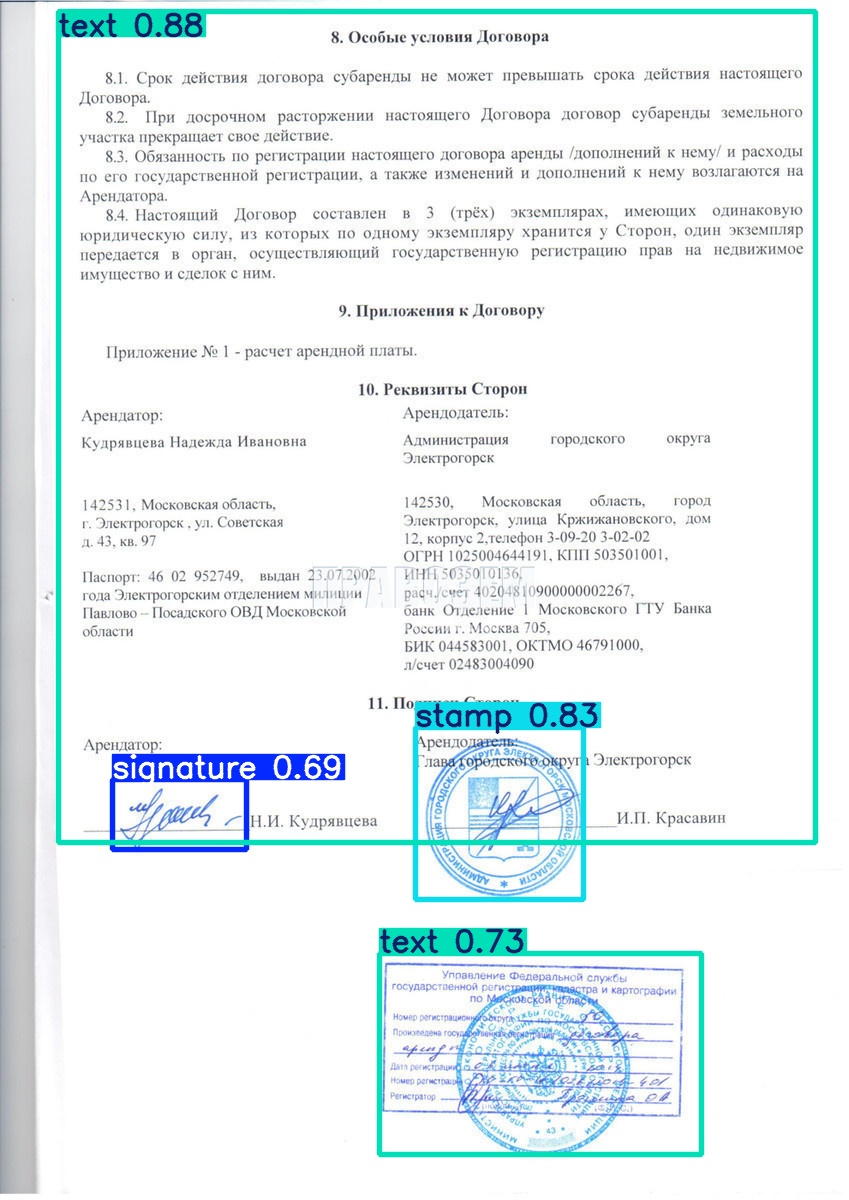 text 0.88
8. Особые условия Договора
8.1. Срок действия договора субаренды не может превышать срока действия настоящего
Договора.
8.2. При досрочном расторжении настоящего Договора договор субаренды земельного
участка прекращает свое действие.
8.3. Обязанность по регистрации настоящего договора аренды /дополнений к нему/ и расходы
по его государственной регистрации, а также изменений и дополнений к нему возлагаются на
Арендатора.
8.4. Настоящий Договор составлен в 3 (трёх) экземплярах, имеющих одинаковую
юридическую силу, из которых по одному экземпляру хранится у Сторон, один экземпляр
передается в орган, осуществляющий государственную регистрацию прав на недвижимое
имущество и сделок с ним.
9. Приложения к Договору
Приложение № 1 - расчет арендной платы.
10. Реквизиты Сторон
Арендатор:
Кудрявцева Надежда Ивановна
142531, Московская область,
г. Электрогорск , ул. Советская
д. 43, кв. 97
Паспорт: 46 02 952749, выдан 23.07.2002
года Электрогорским отделением милиции
Павлово – Посадского ОВД Московской
области
Арендодатель:
Администрация городского округа
Электрогорск
142530, Московская область, город
Электрогорск, улица Кржижановского, дом
12, корпус 2,телефон 3-09-20 3-02-02
ОГРН 1025004644191, КПП 503501001,
ИНН 5035010136,
расч./счет 40204810900000002267,
банк Отделение 1 Московского ГТУ Банка
России г. Москва 705,
БИК 044583001, ОКТМО 46791000,
л/счет 02483004090
11. Подписи Сторон
stamp 0.83
Арендатор:
signature 0.69
Н.И. Кудрявцева
Арендодатель:
Глава городского округа Электрогорск
И.П. Красавин
АДМИНИСТРАЦИЯ ГОРОДСКОГО ОКРУГА ЭЛЕКТРОГОРСК МОСКОВСКОЙ ОБЛАСТИ
text 0.73
Управление Федеральной службы
государственной регистрации, кадастра и картографии
по Московской области
Номер регистрационного округа
Произведена государственная регистрация договора
аренды
Дата регистрации
Номер регистрации
Регистратор